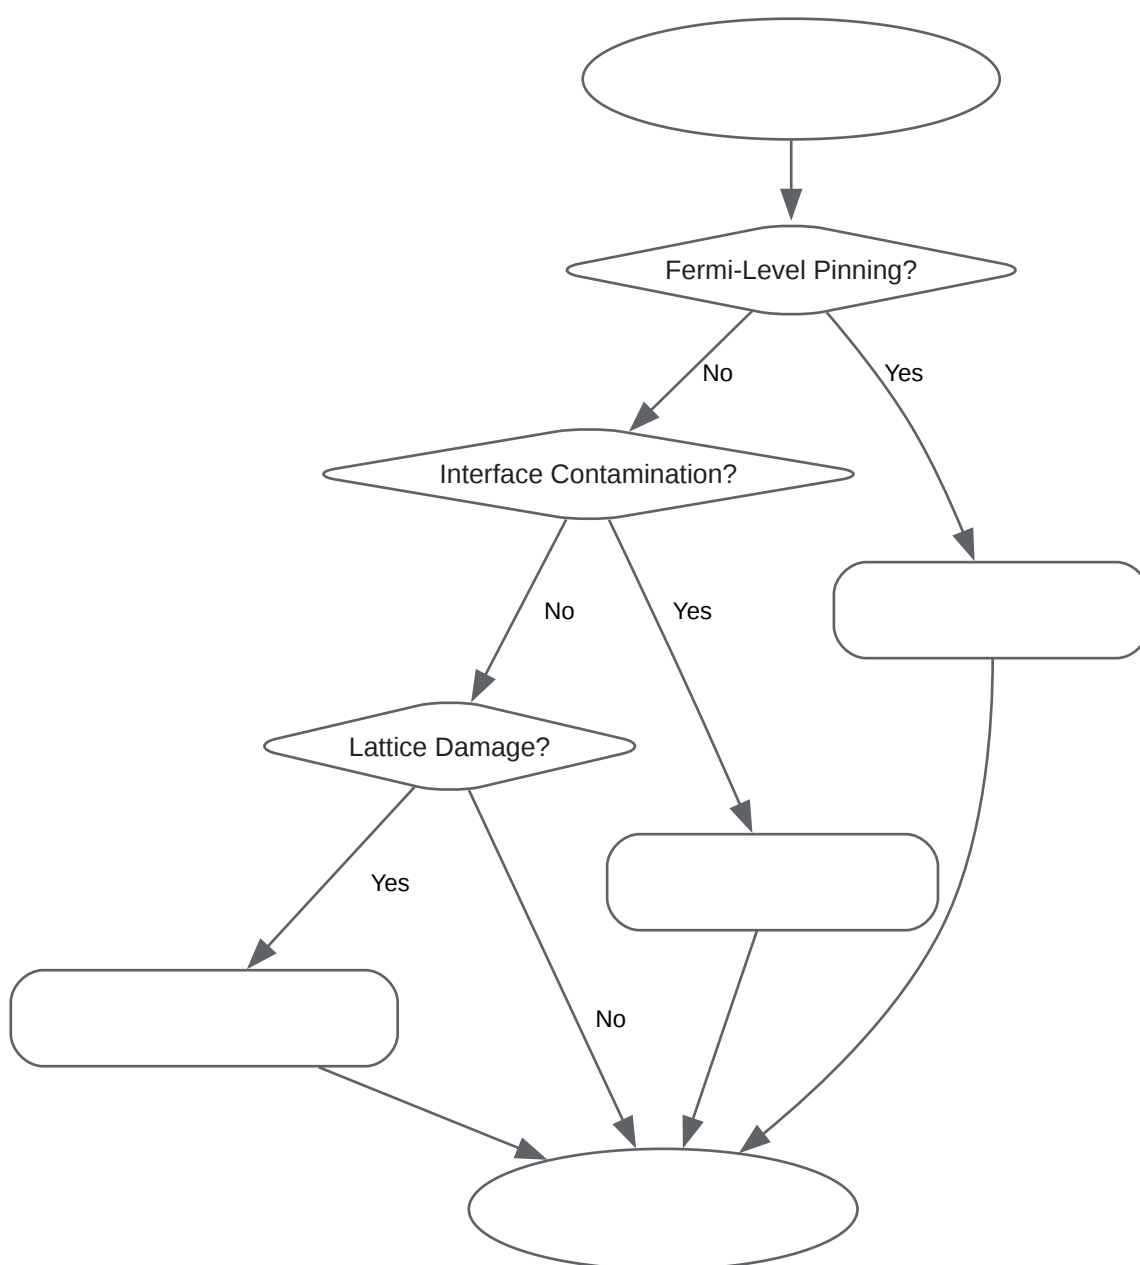 Fermi-Level Pinning?
No
Yes
Interface Contamination?
No
Yes
Lattice Damage?
Yes
No